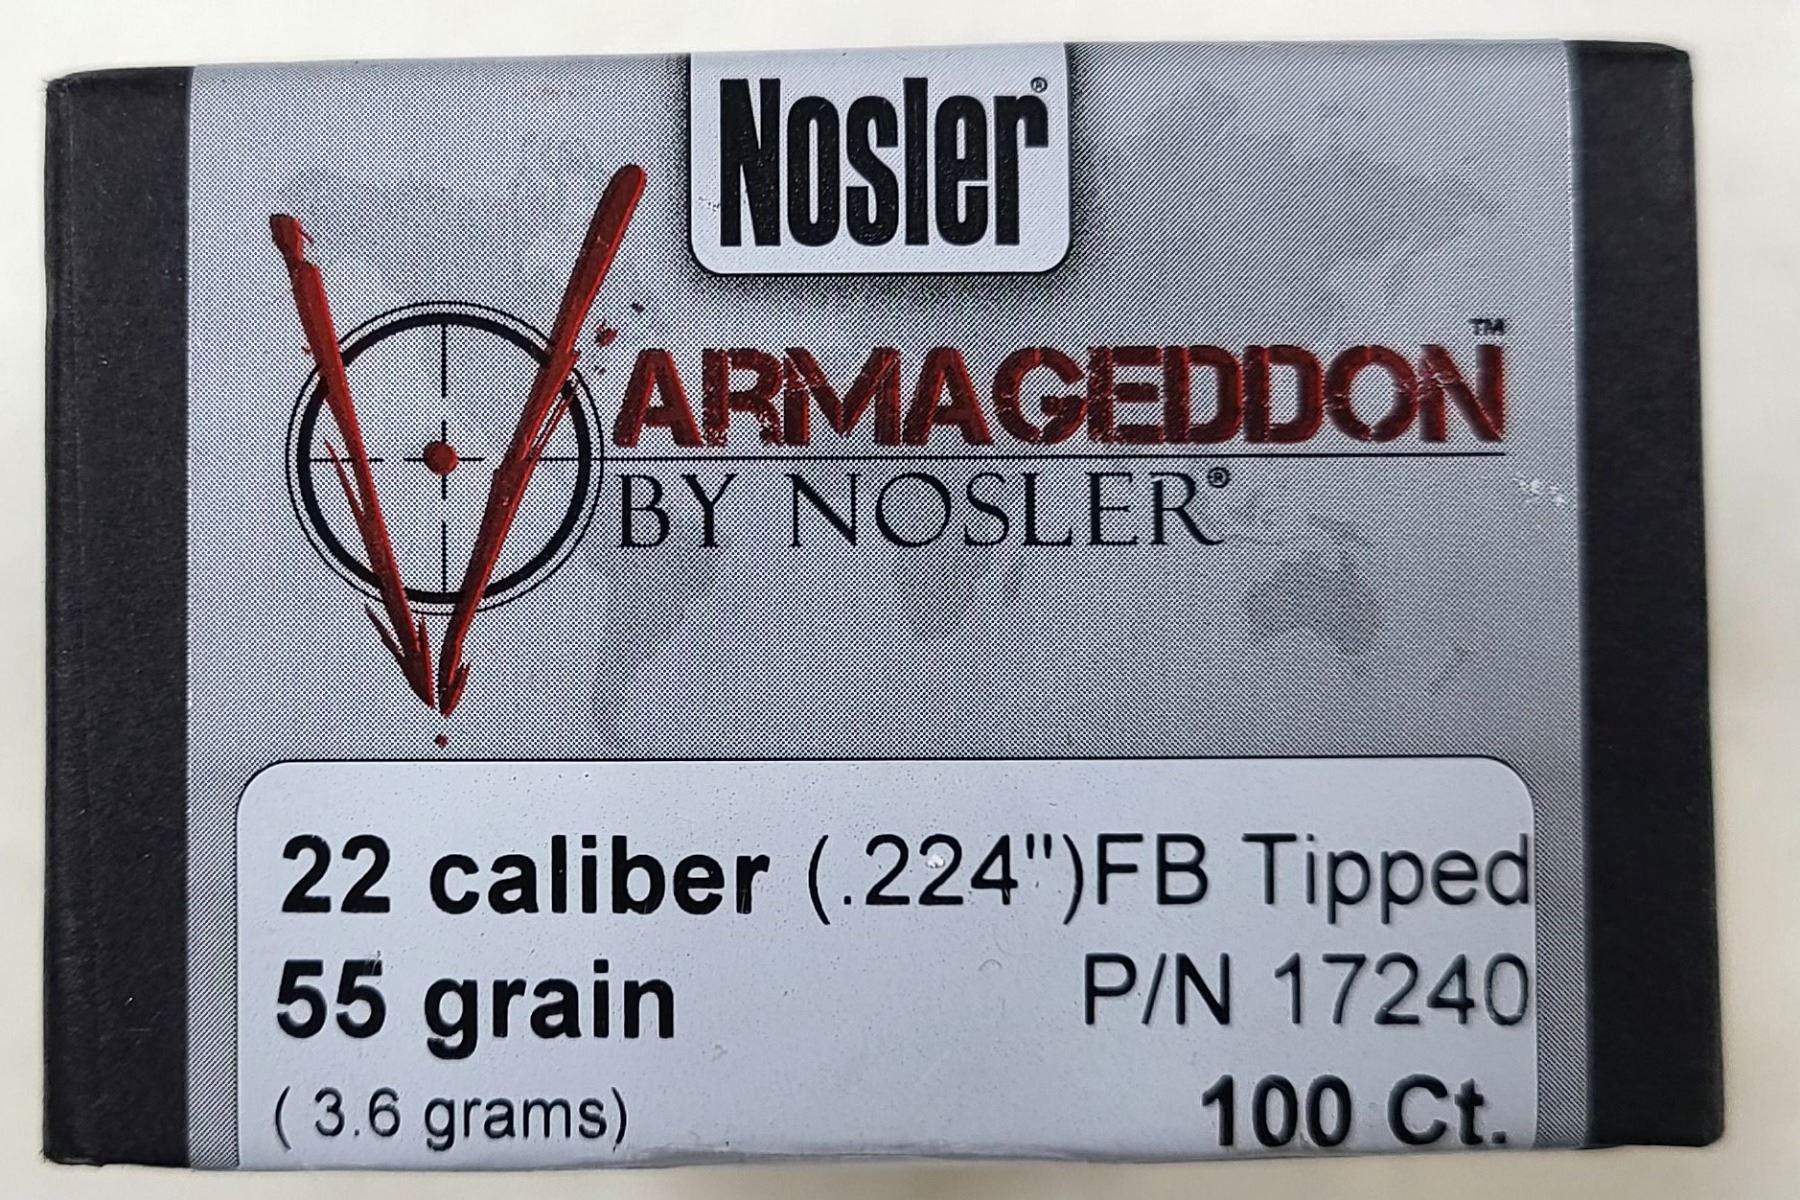 Nosler®
VARMAGEDDON™
BY NOSLER®
22 caliber (.224")FB Tipped
55 grain P/N 17240
( 3.6 grams) 100 Ct.